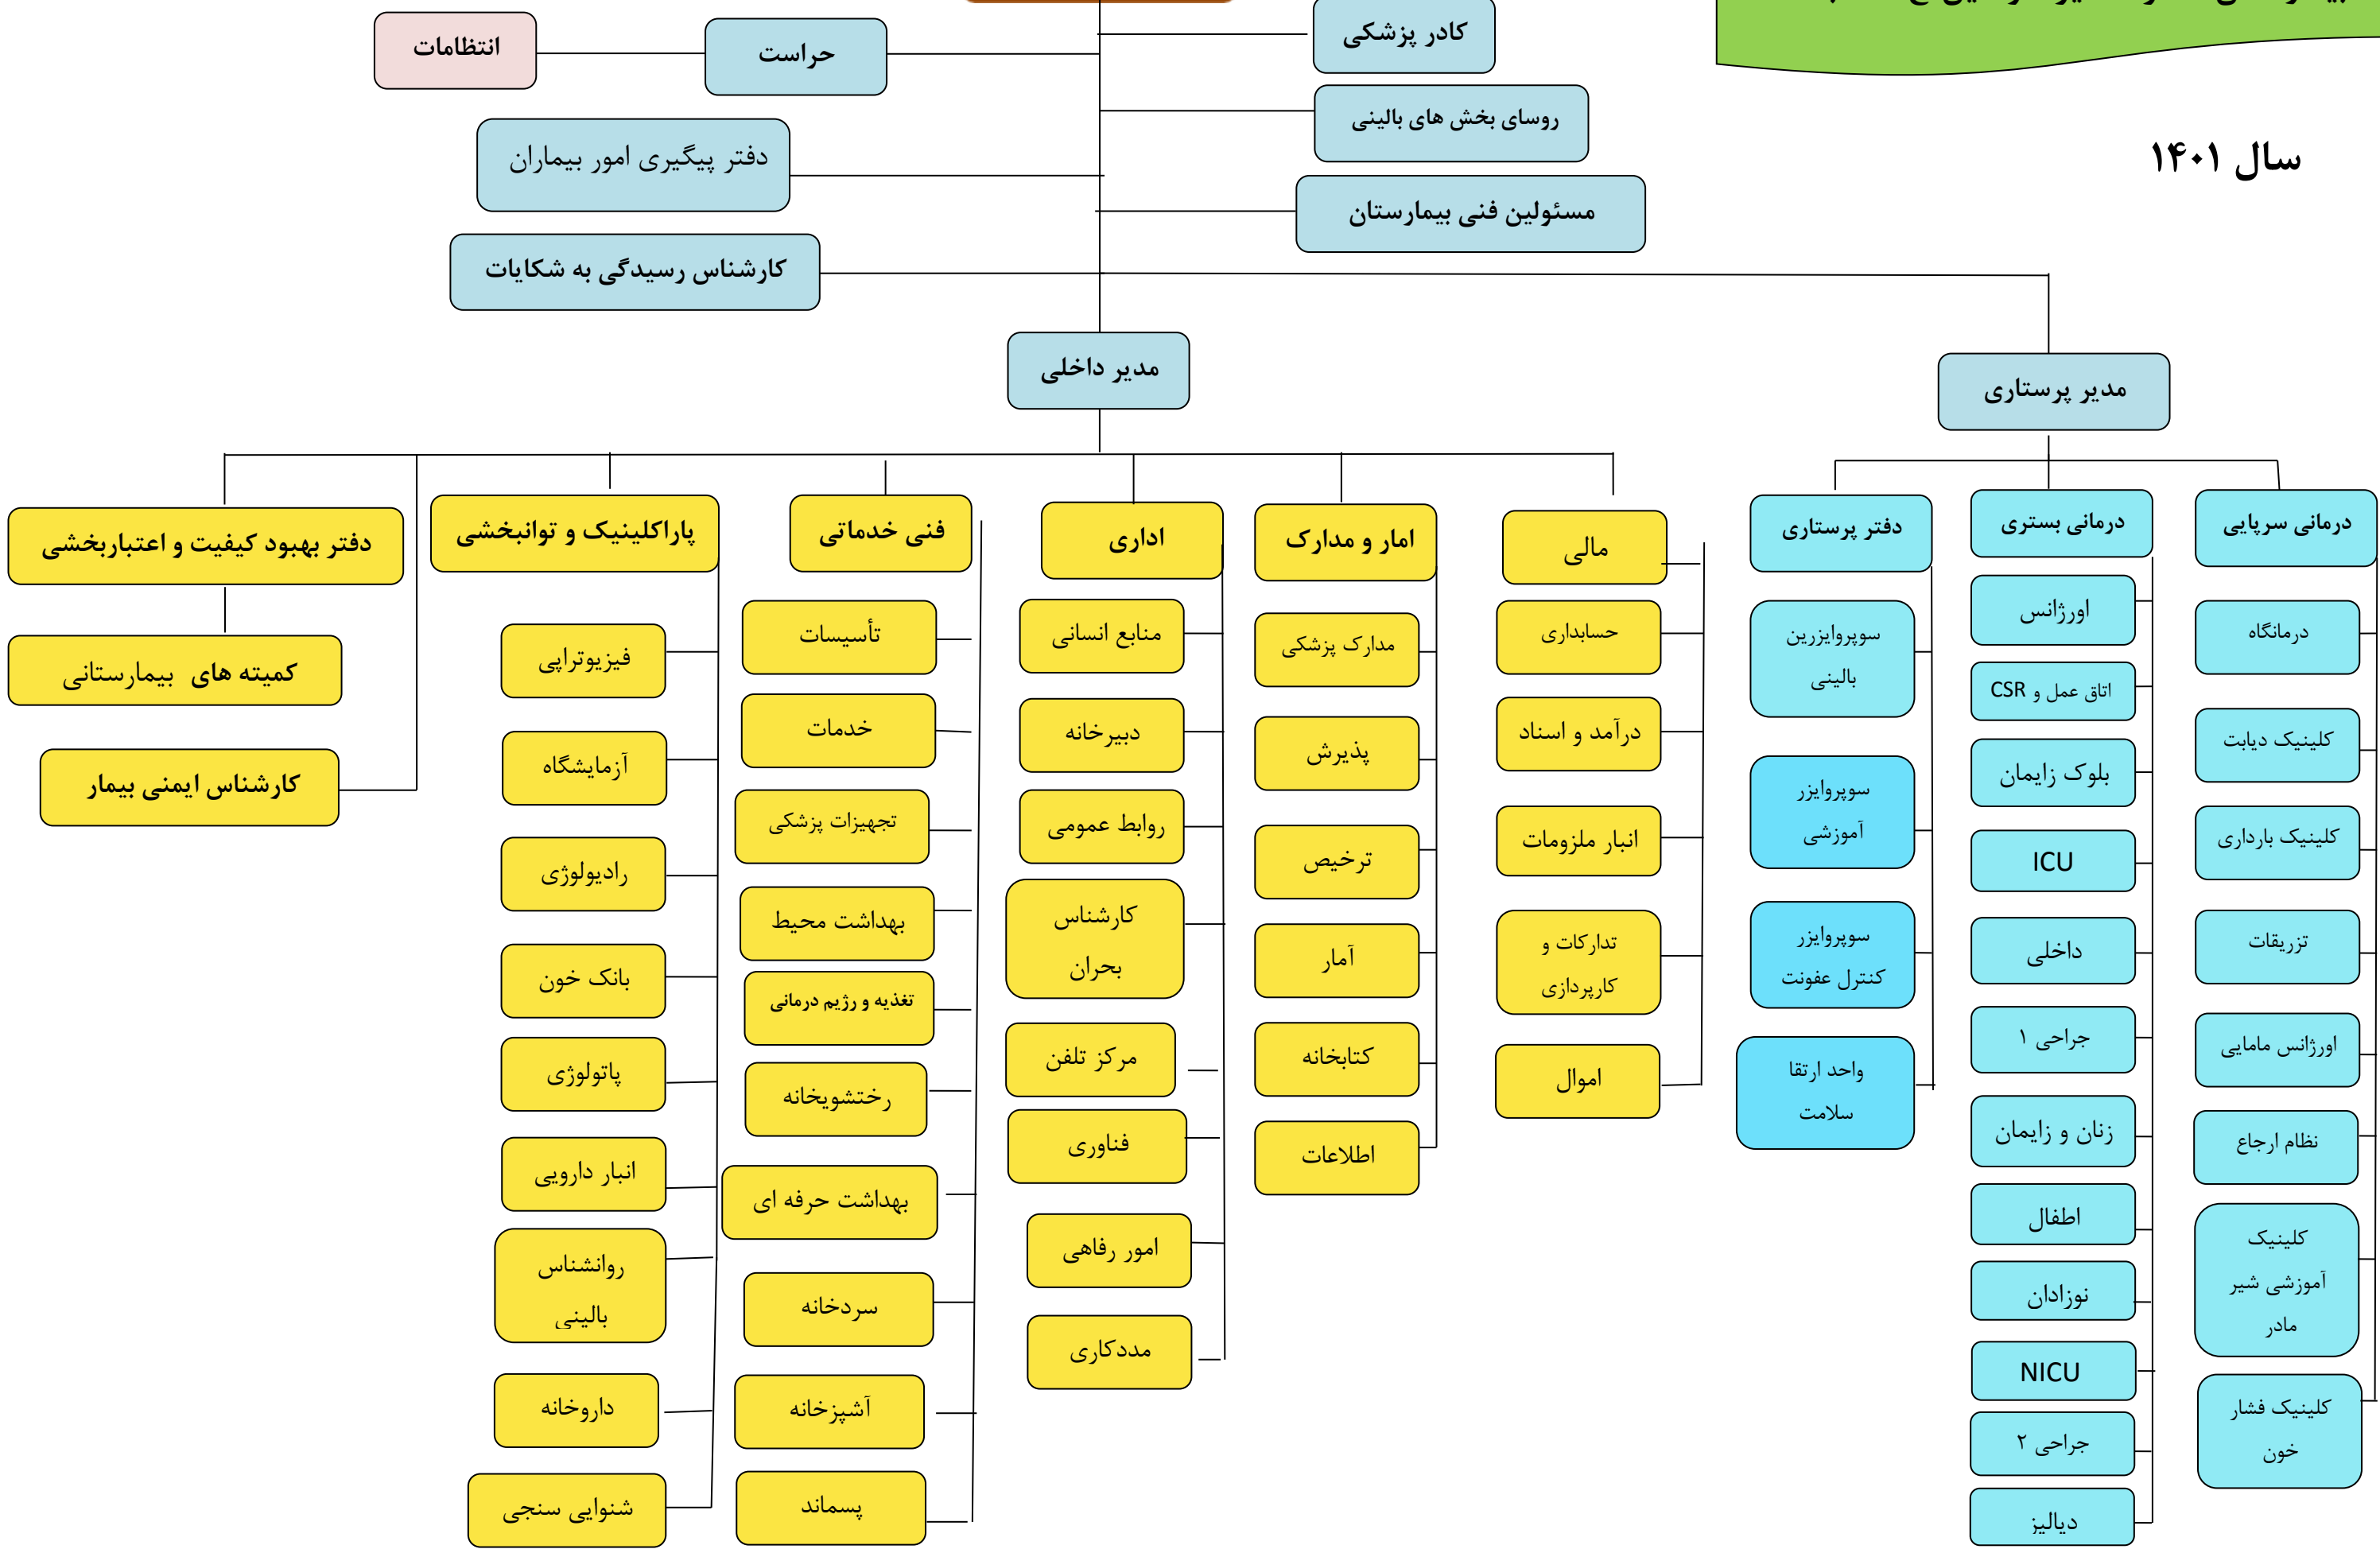 کادر پزشکی
حراست
انتظامات
روسای بخش های بالینی
سال ۱۴۰۱
دفتر پیگیری امور بیماران
مسئولین فنی بیمارستان
کارشناس رسیدگی به شکایات
مدیر داخلی
مدیر پرستاری
درمانی سرپایی
درمانگاه
کلینیک دیابت
کلینیک بارداری
تزریقات
اورژانس مامایی
نظام ارجاع
کلینیک
آموزشی شیر
مادر
کلینیک فشار
خون
درمانی بستری
اورژانس
اتاق عمل و CSR
بلوک زایمان
ICU
داخلی
جراحی ۱
زنان و زایمان
اطفال
نوزادان
NICU
جراحی ۲
دیالیز
دفتر پرستاری
سوپروایزرین
بالینی
سوپروایزر
آموزشی
سوپروایزر
کنترل عفونت
واحد ارتقا
سلامت
مالی
حسابداری
درآمد و اسناد
انبار ملزومات
تدارکات و
کارپردازی
اموال
امار و مدارک
مدارک پزشکی
پذیرش
ترخیص
آمار
کتابخانه
اطلاعات
اداری
منابع انسانی
دبیرخانه
روابط عمومی
کارشناس
بحران
مرکز تلفن
فناوری
امور رفاهی
مددکاری
فنی خدماتی
تأسیسات
خدمات
تجهیزات پزشکی
بهداشت محیط
تغذیه و رژیم درمانی
رختشویخانه
بهداشت حرفه ای
سردخانه
آشپزخانه
پسماند
پاراکلینیک و توانبخشی
فیزیوتراپی
آزمایشگاه
رادیولوژی
بانک خون
پاتولوژی
انبار دارویی
روانشناس
بالینی
داروخانه
شنوایی سنجی
دفتر بهبود کیفیت و اعتباربخشی
کمیته های بیمارستانی
کارشناس ایمنی بیمار